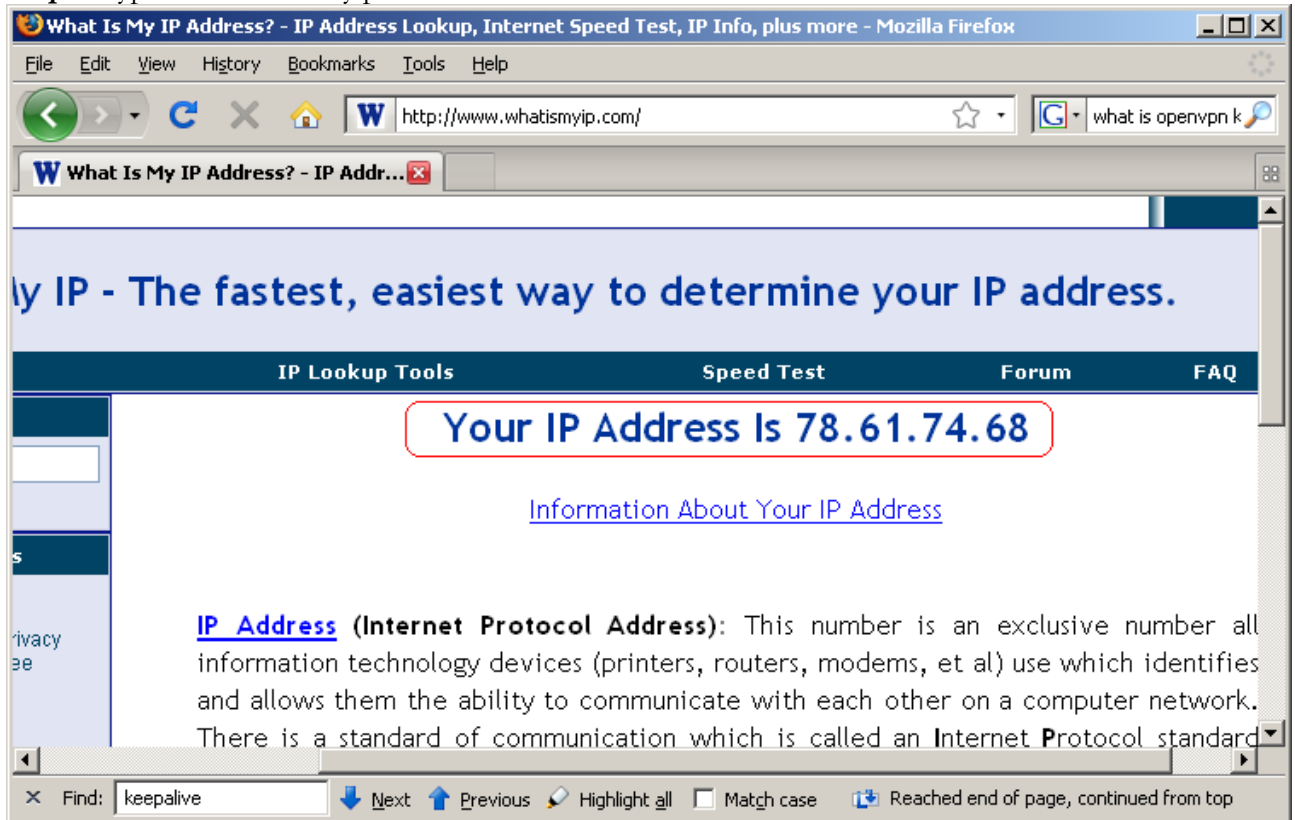 What Is My IP Address? - IP Address Lookup, Internet Speed Test, IP Info, plus more - Mozilla Firefox
File Edit View History Bookmarks Tools Help
W http://www.whatismyip.com/ G what is openvpn k
W What Is My IP Address? - IP Addr...
My IP - The fastest, easiest way to determine your IP address.
IP Lookup Tools Speed Test Forum FAQ
Your IP Address Is 78.61.74.68
Information About Your IP Address
s
rivacy
ee
IP Address (Internet Protocol Address): This number is an exclusive number all
information technology devices (printers, routers, modems, et al) use which identifies
and allows them the ability to communicate with each other on a computer network.
There is a standard of communication which is called an Internet Protocol standard
Find: keepalive Next Previous Highlight all Match case Reached end of page, continued from top